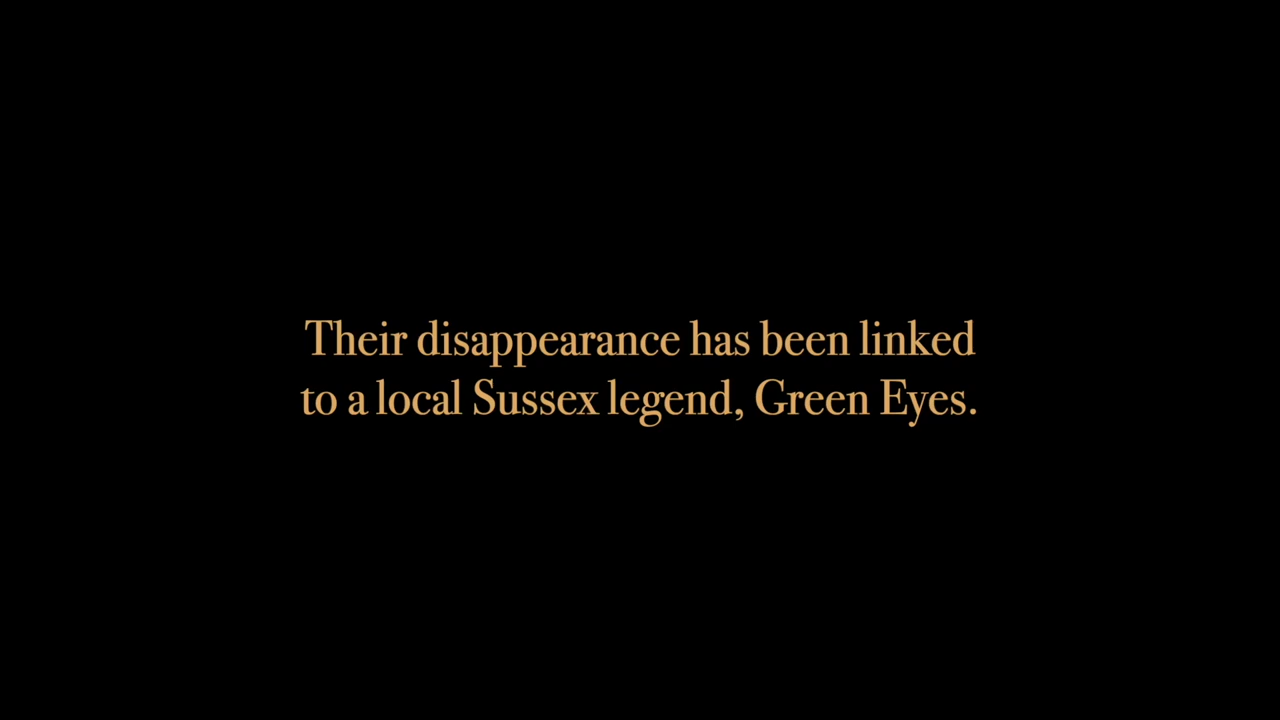 Their disappearance has been linked
to a local Sussex legend, Green Eyes.